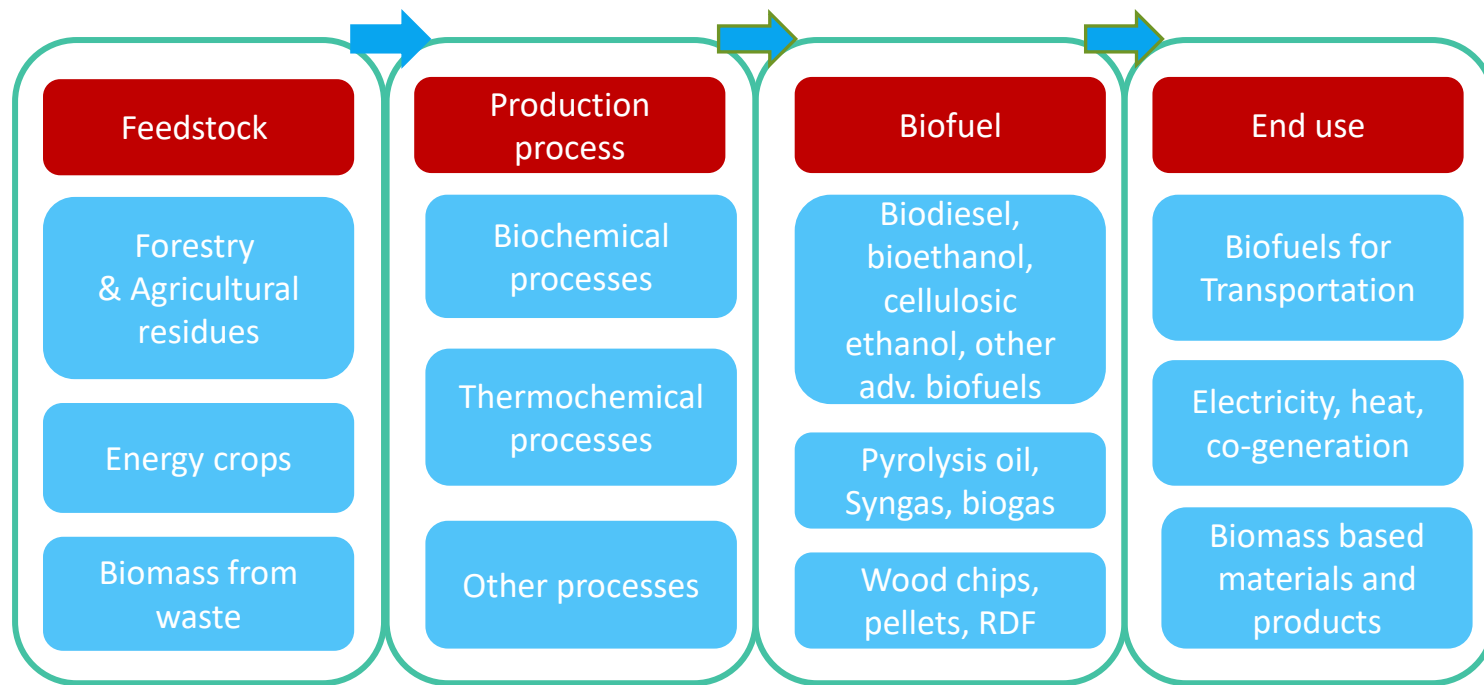 Feedstock
Forestry
& Agricultural
residues
Energy crops
Biomass from
waste
Production
process
Biochemical
processes
Thermochemical
processes
Other processes
Biofuel
Biodiesel,
bioethanol,
cellulosic
ethanol, other
adv. biofuels
Pyrolysis oil,
Syngas, biogas
Wood chips,
pellets, RDF
End use
Biofuels for
Transportation
Electricity, heat,
co-generation
Biomass based
materials and
products